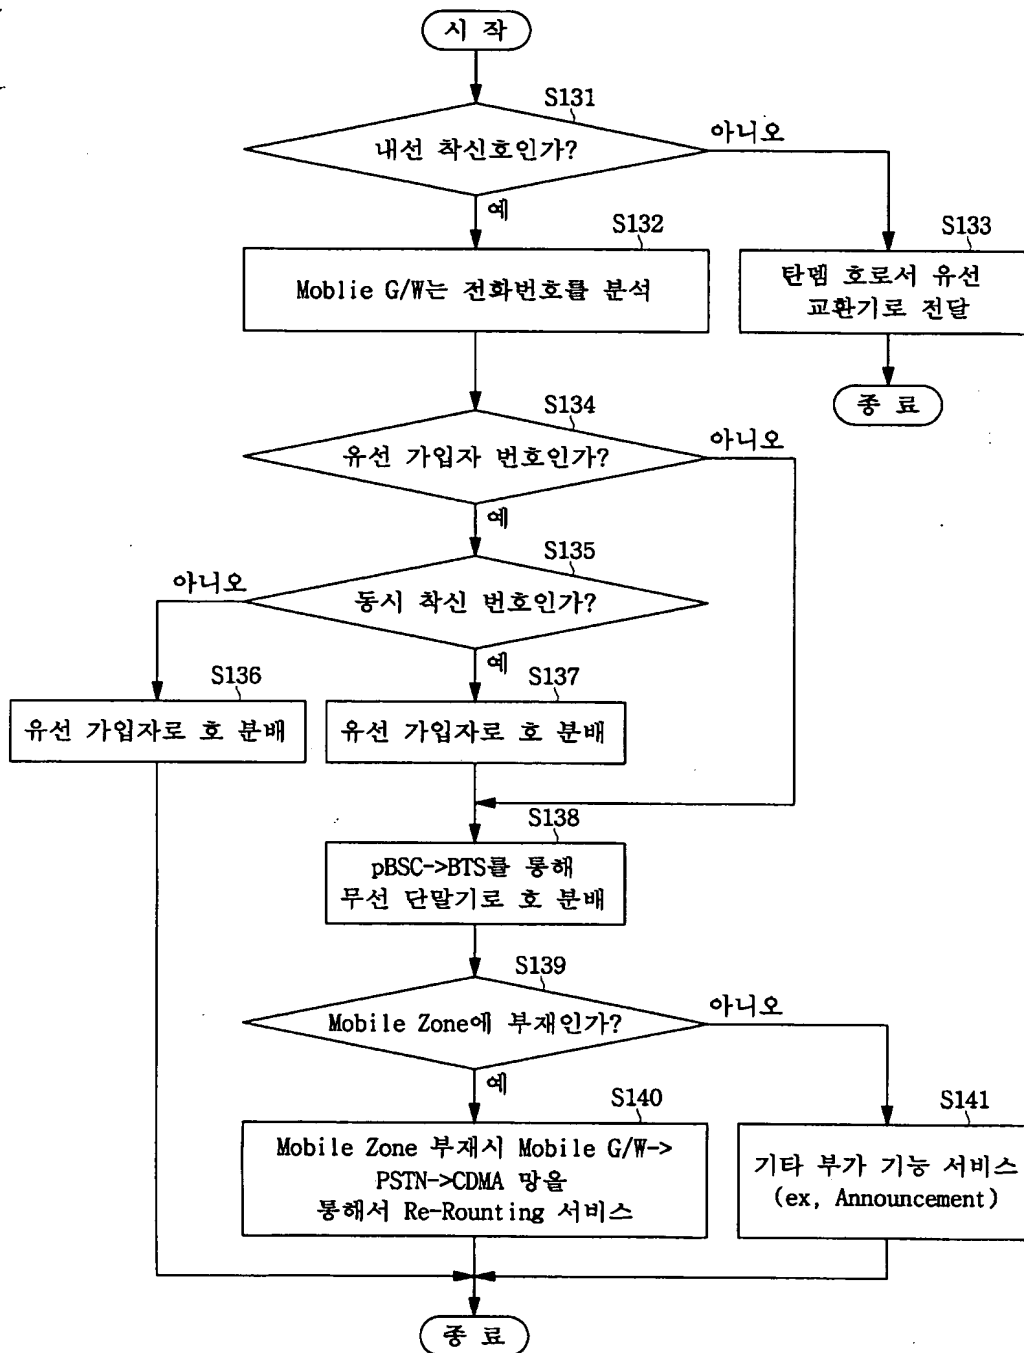 시 작
S131
내선 착신호인가?
아니오
예
S132
S133
Moblie G/W는 전화번호를 분석
탄뎀 호로서 유선
교환기로 전달
종 료
S134
유선 가입자 번호인가?
아니오
예
S135
아니오
동시 착신 번호인가?
예
S136
S137
유선 가입자로 호 분배
유선 가입자로 호 분배
S138
pBSC->BTS를 통해
무선 단말기로 호 분배
S139
Mobile Zone에 부재인가?
아니오
예
S140
S141
Mobile Zone 부재시 Mobile G/W->
PSTN->CDMA 망을
통해서 Re-Rounting 서비스
기타 부가 기능 서비스
(ex, Announcement)
종 료